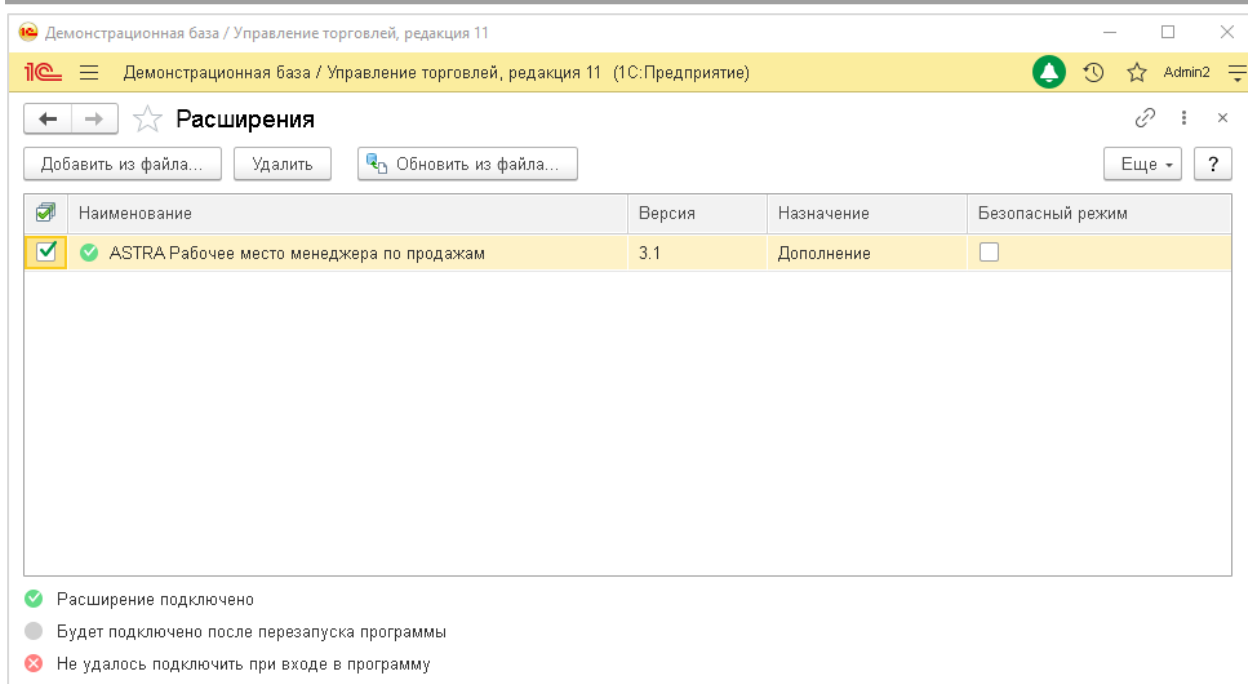 Демонстрационная база / Управление торговлей, редакция 11
Демонстрационная база / Управление торговлей, редакция 11 (1С:Предприятие) Admin2
Расширения
Добавить из файла... Удалить Обновить из файла... Еще ?
Наименование Версия Назначение Безопасный режим
ASTRA Рабочее место менеджера по продажам 3.1 Дополнение
Расширение подключено
Будет подключено после перезапуска программы
Не удалось подключить при входе в программу